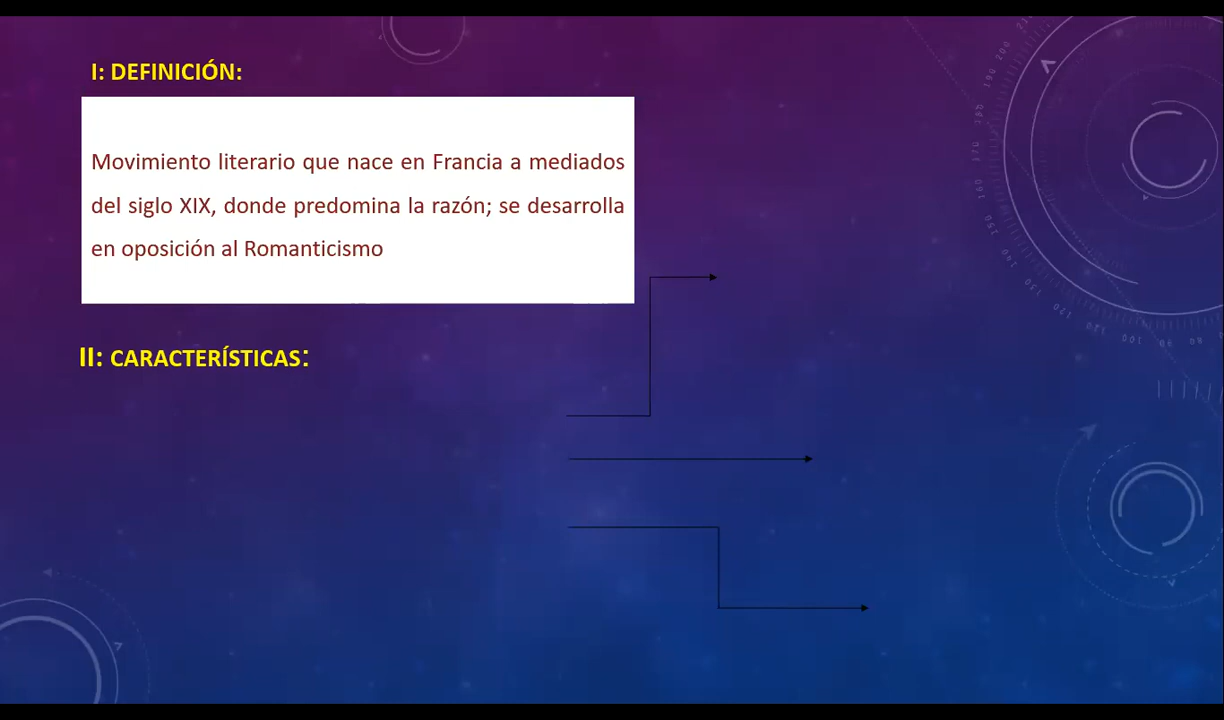 I: DEFINICIÓN:
Movimiento literario que nace en Francia a mediados
del siglo XIX, donde predomina la razón; se desarrolla
en oposición al Romanticismo
II: CARACTERÍSTICAS: